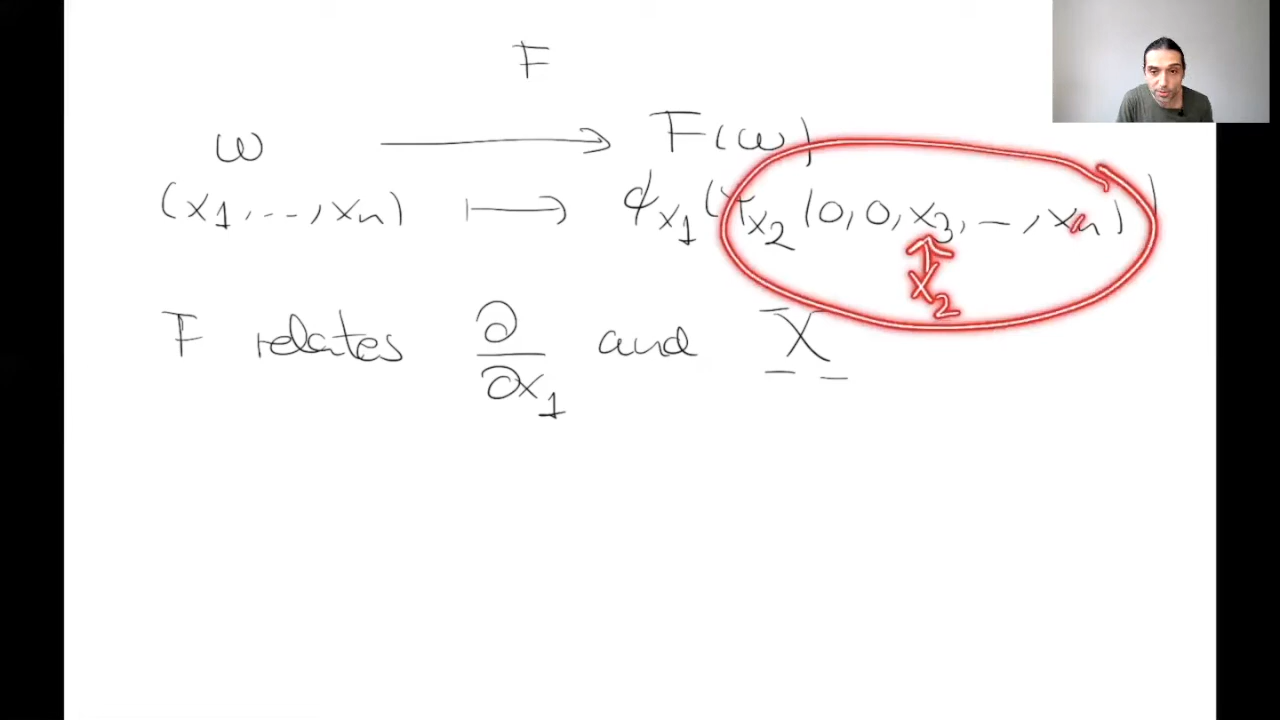 F
ω ⟶ F(ω)
(x₁, ..., xₙ) ⟼ ϕₓ₁(Ψₓ₂(0, 0, x₃, –, xₙ))
x₂
F relates ∂/∂x₁ and X